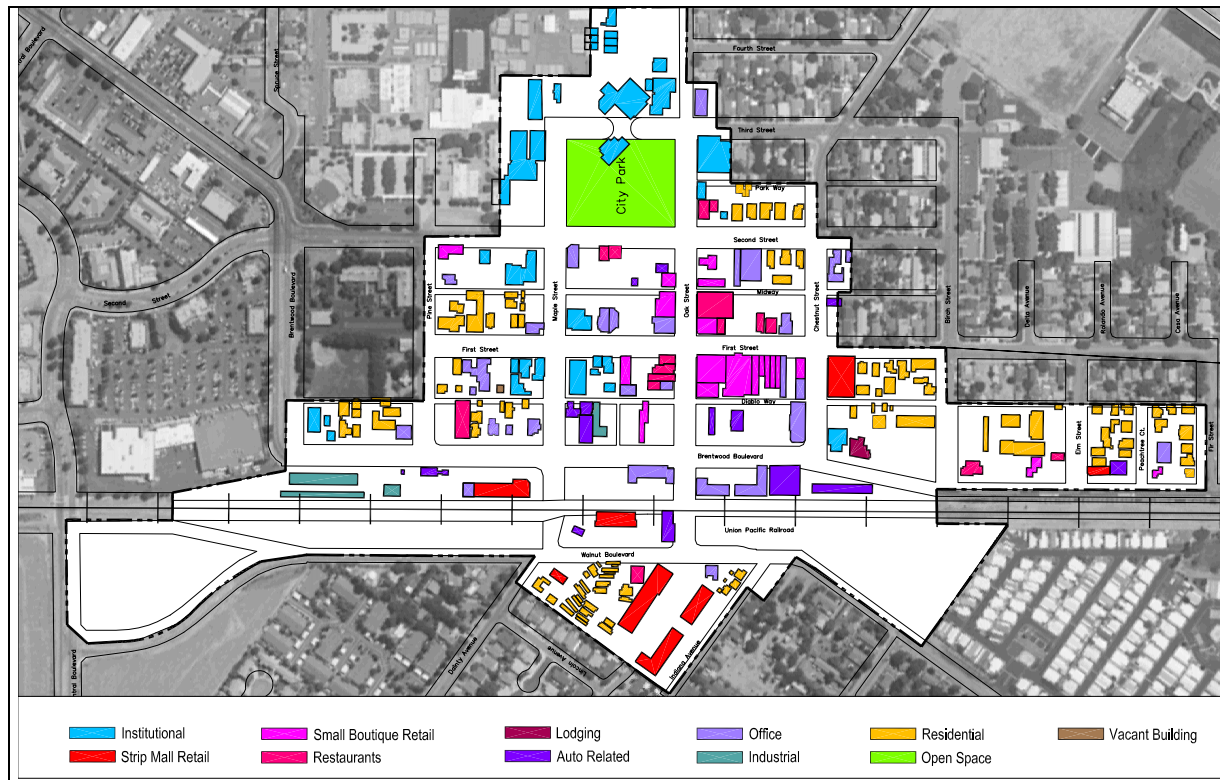 Fourth Street
Spruce Street
ntral Boulevard
Third Street
City Park
Park Way
Second Street
Second Street
Brentwood Boulevard
Pine Street
Maple Street
Oak Street
Midway
Chestnut Street
Birch Street
Delta Avenue
Rolando Avenue
Casa Avenue
First Street
First Street
Diablo Way
Brentwood Boulevard
Elm Street
Peachtree Ct.
Fir Street
Union Pacific Railroad
Walnut Boulevard
Dainty Avenue
Lincoln Avenue
Indiana Avenue
ntral Boulevard
Institutional
Small Boutique Retail
Lodging
Office
Residential
Vacant Building
Strip Mall Retail
Restaurants
Auto Related
Industrial
Open Space